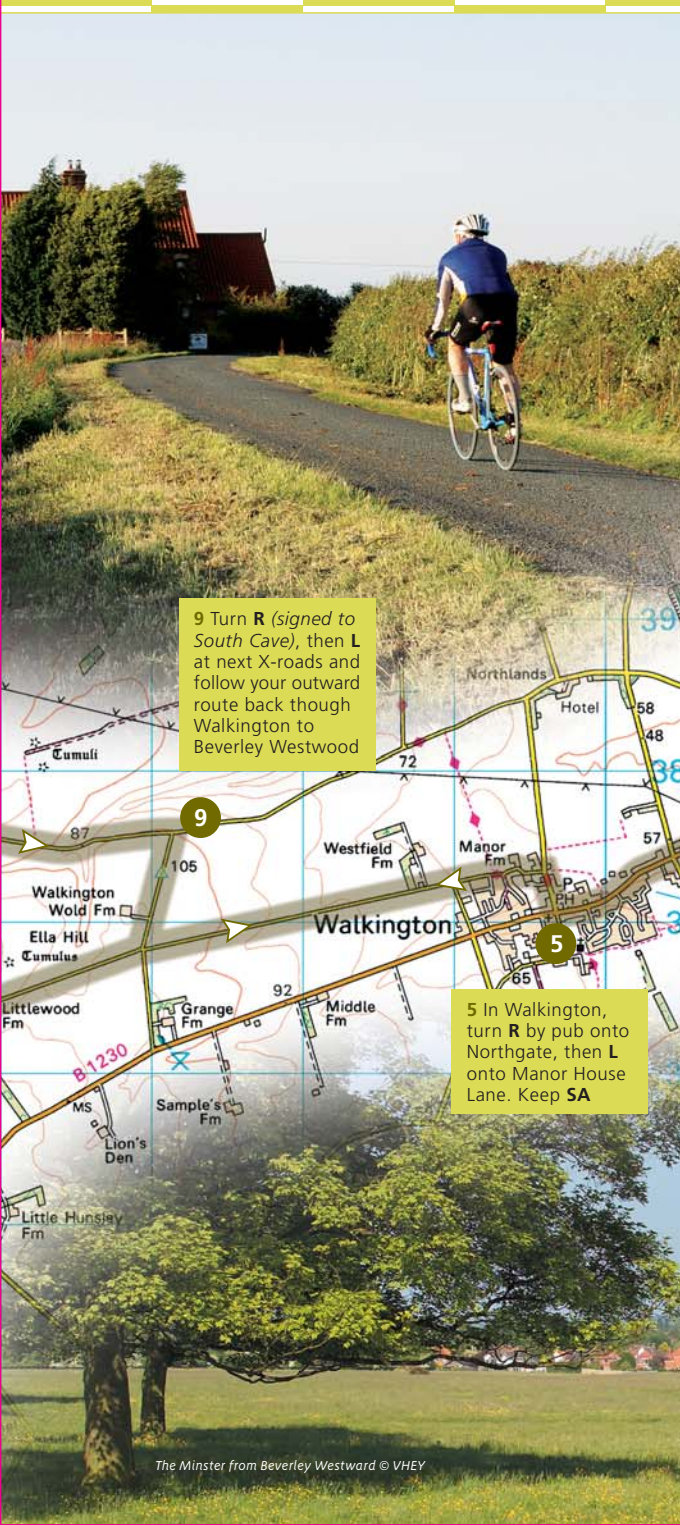 9 Turn R (signed to
South Cave), then L
at next X-roads and
follow your outward
route back though
Walkington to
Beverley Westwood
39
Northlands
Hotel
58
48
Tumuli
72
38
87
9
57
105
Westfield
Fm
Manor
Fm
P
PH
Walkington
Wold Fm
Walkington
Ella Hill
Tumulus
5
65
92
Littlewood
Fm
Grange
Fm
Middle
Fm
5 In Walkington,
turn R by pub onto
Northgate, then L
onto Manor House
Lane. Keep SA
B1230
MS
Sample's
Fm
Lion's
Den
Little Hunsley
Fm
The Minster from Beverley Westward © VHEY